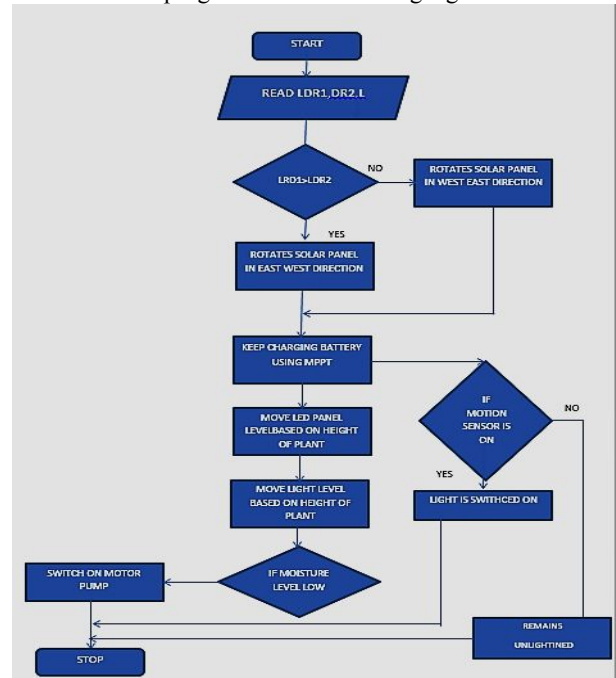 START
READ LDR1,DR2.L
LRD1>LDR2
NO
ROTATES SOLAR PANEL
IN WEST EAST DIRECTION
YES
ROTATES SOLAR PANEL
IN EAST WEST DIRECTION
KEEP CHARGING BATTERY
USING MPPT
IF
MOTION
SENSOR IS
ON
NO
YES
MOVE LED PANEL
LEVELBASED ON HEIGHT
OF PLANT
LIGHT IS SWITHCED ON
MOVE LIGHT LEVEL
BASED ON HEIGHT OF
PLANT
IF MOISTURE
LEVEL LOW
SWITCH ON MOTOR
PUMP
REMAINS
UNLIGHTINED
STOP